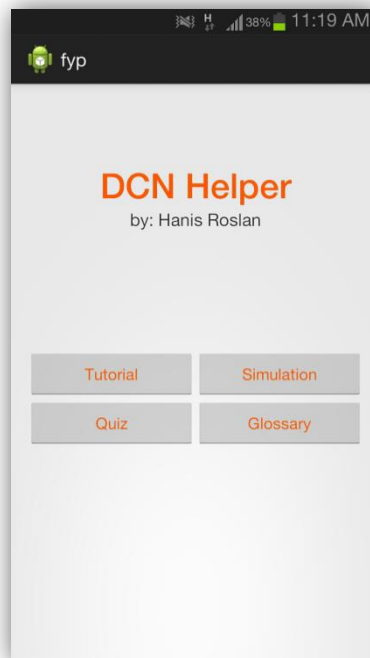 H 38% 11:19 AM
fyp
DCN Helper
by: Hanis Roslan
Tutorial Simulation
Quiz Glossary